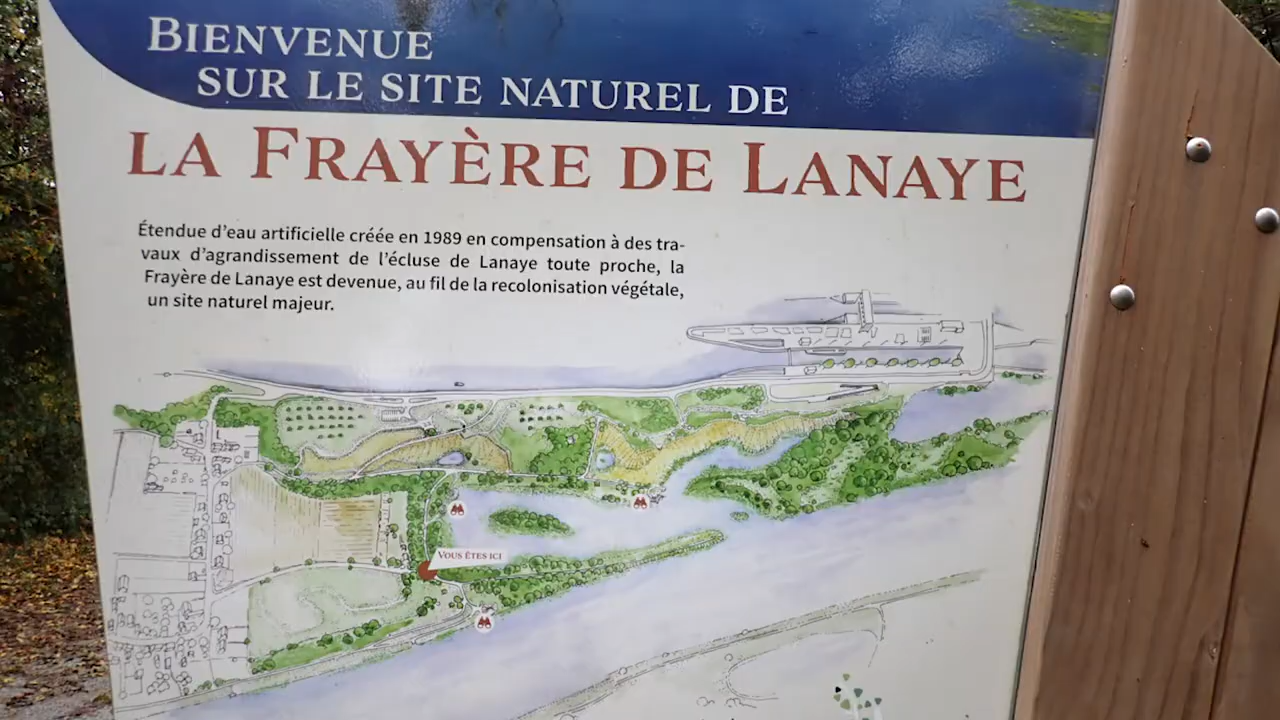 BIENVENUE
SUR LE SITE NATUREL DE
LA FRAYÈRE DE LANAYE
Étendue d'eau artificielle créée en 1989 en compensation à des tra-
vaux d'agrandissement de l'écluse de Lanaye toute proche, la
Frayère de Lanaye est devenue, au fil de la recolonisation végétale,
un site naturel majeur.
VOUS ÊTES ICI